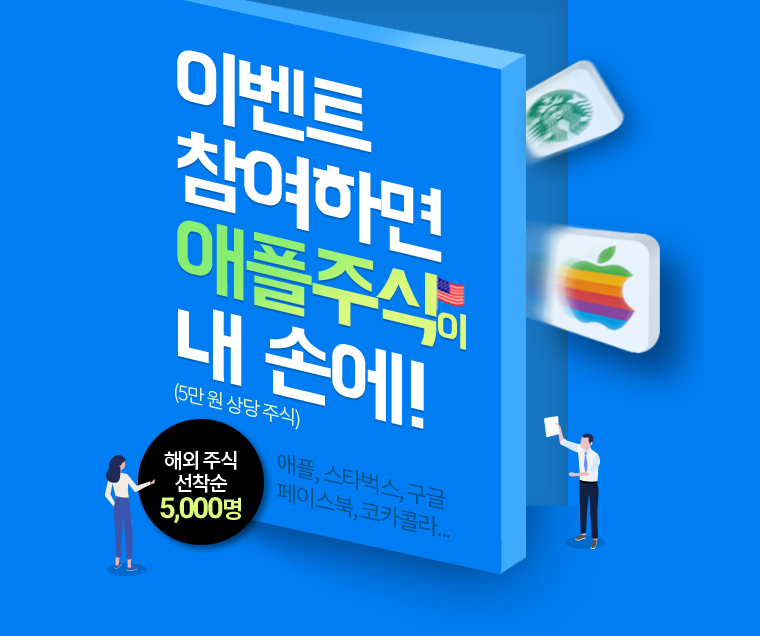 이벤트
참여하면
애플주식이
내 손에!
(5만 원 상당 주식)
해외 주식
선착순
5,000명
애플, 스타벅스, 구글
페이스북, 코카콜라...